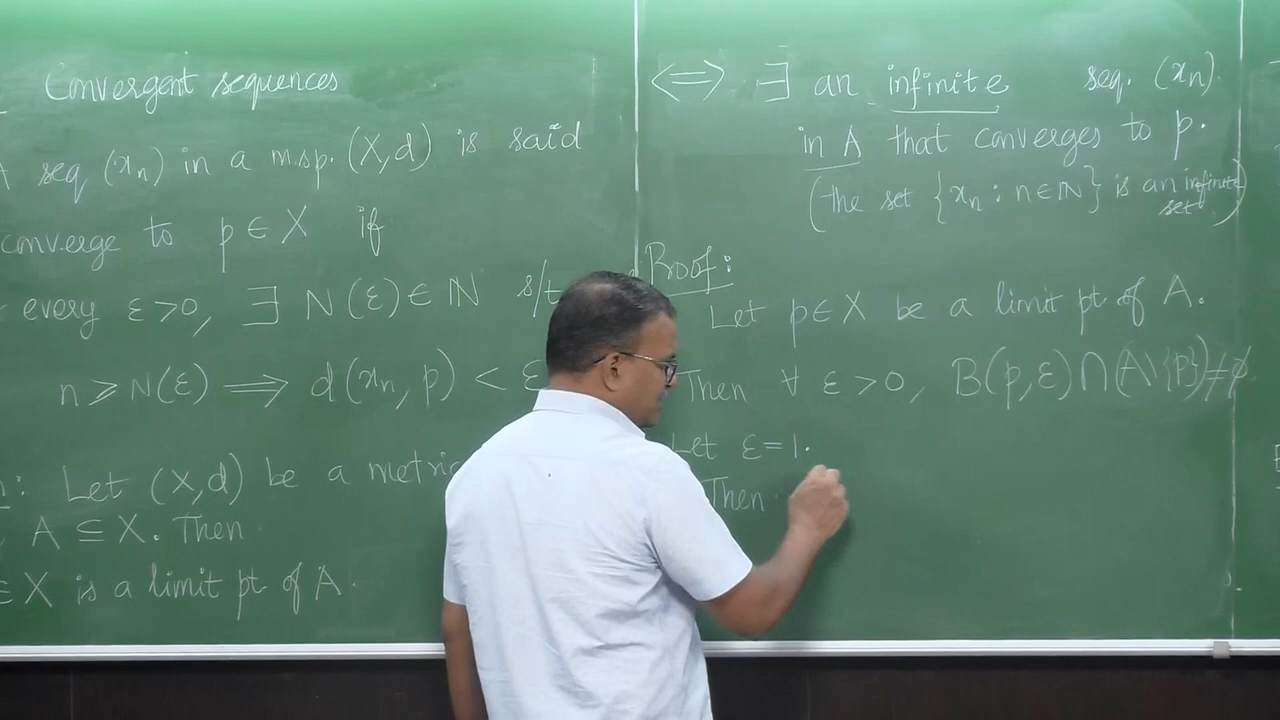 Convergent sequences
A seq (xₙ) in a m.sp. (X,d) is said
converge to p ∈ X if
every ε>0, ∃ N(ε) ∈ ℕ s/t
n ≥ N(ε) ⟹ d(xₙ, p) < ε
: Let (X,d) be a metric
A ⊆ X. Then
∈ X is a limit pt. of A.
⟺ ∃ an infinite seq. (xₙ)
in A that converges to p.
(the set {xₙ : n∈ℕ} is an infinite set)
Proof:
Let p∈X be a limit pt of A.
Then ∀ ε>0, B(p,ε)∩(A\{p})≠ϕ.
Let ε=1.
Then